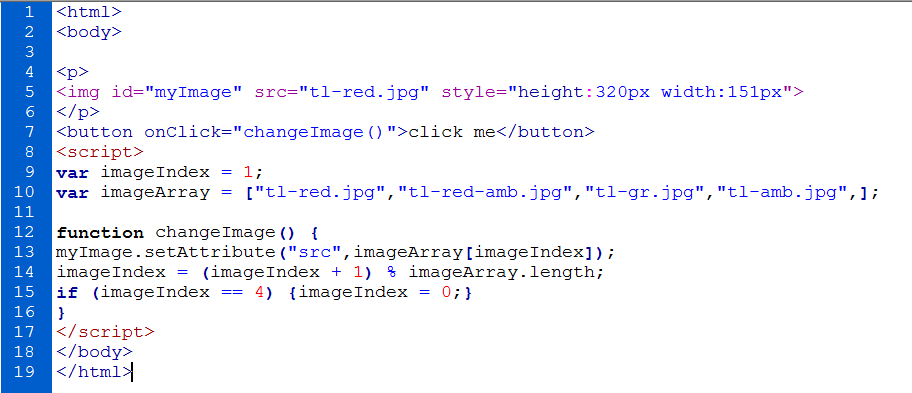 1 <html>
2 <body>
3
4 <p>
5 <img id="myImage" src="tl-red.jpg" style="height:320px width:151px">
6 </p>
7 <button onClick="changeImage()">click me</button>
8 <script>
9 var imageIndex = 1;
10 var imageArray = ["tl-red.jpg","tl-red-amb.jpg","tl-gr.jpg","tl-amb.jpg",];
11
12 function changeImage() {
13 myImage.setAttribute("src",imageArray[imageIndex]);
14 imageIndex = (imageIndex + 1) % imageArray.length;
15 if (imageIndex == 4) {imageIndex = 0;}
16 }
17 </script>
18 </body>
19 </html>